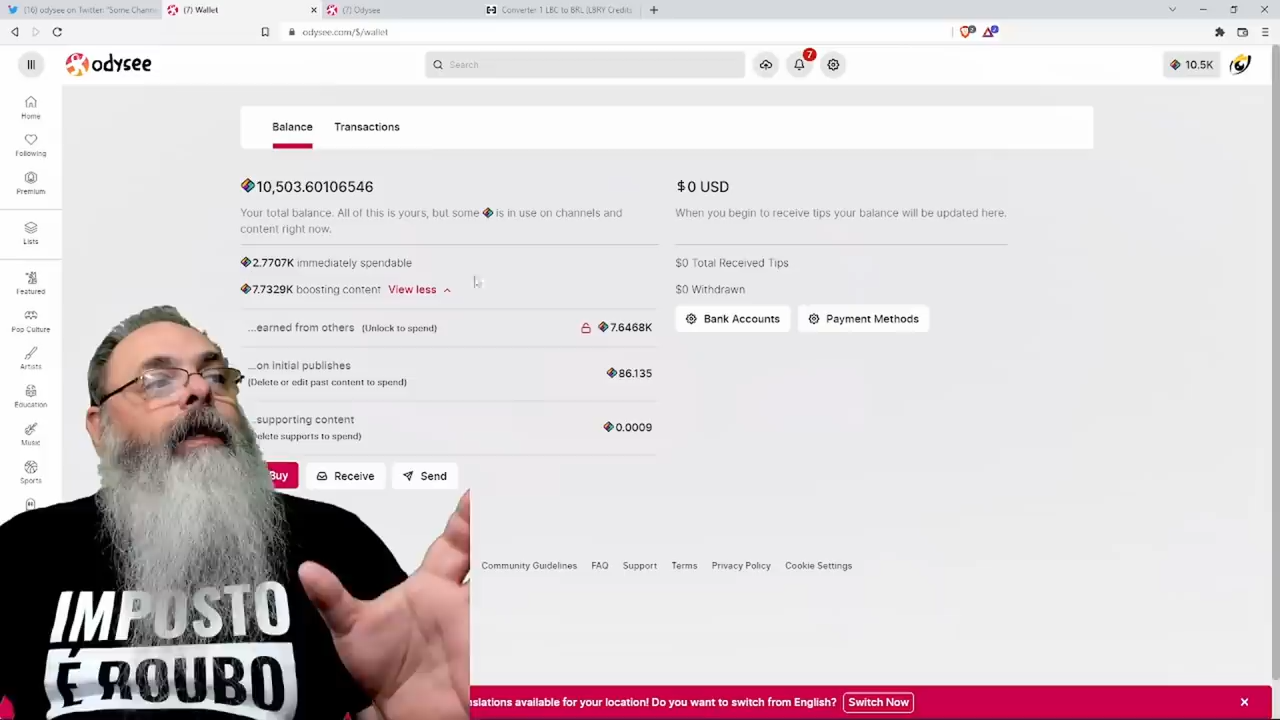 (16) odysee on Twitter: "Some Chann
(7) Wallet
(7) Odysee
Converter 1 LBC to BRL (LBRY Credits
odysee.com/$/wallet
odysee
Search
7
10.5K
Home
Following
Premium
Lists
Featured
Pop Culture
Artists
Education
Music
Sports
Balance
Transactions
10,503.60106546
Your total balance. All of this is yours, but some is in use on channels and
content right now.
2.7707K immediately spendable
7.7329K boosting content View less
...earned from others (Unlock to spend) 7.6468K
...on initial publishes
(Delete or edit past content to spend)
86.135
...supporting content
elete supports to spend)
0.0009
Buy
Receive
Send
$0 USD
When you begin to receive tips your balance will be updated here.
$0 Total Received Tips
$0 Withdrawn
Bank Accounts
Payment Methods
Community Guidelines
FAQ
Support
Terms
Privacy Policy
Cookie Settings
IMPOSTO
É ROUBO
nslations available for your location! Do you want to switch from English?
Switch Now